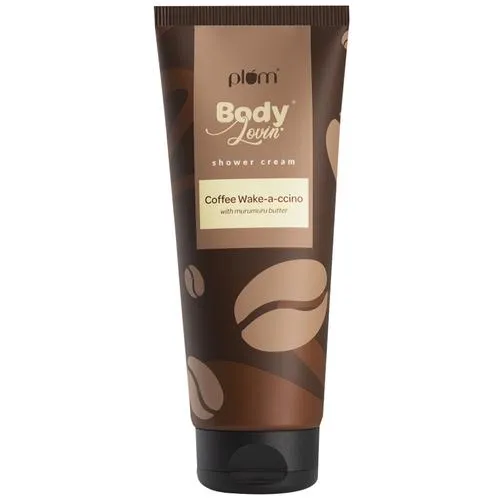 plum®
Body®
Lovin'
shower cream
Coffee Wake-a-ccino
with murumuru butter